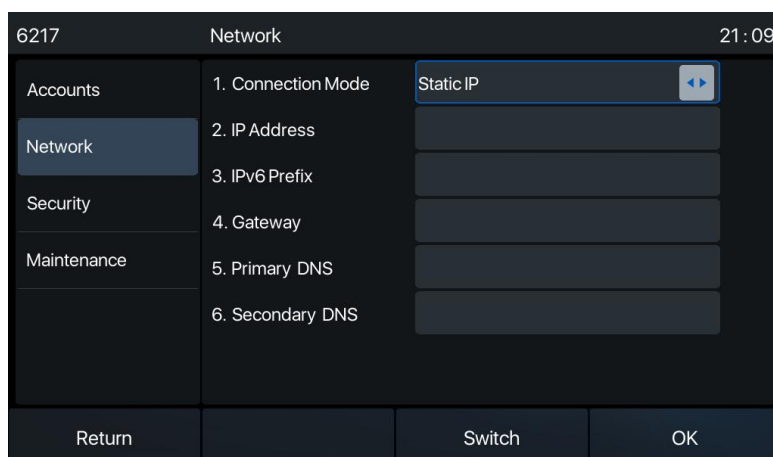 6217 Network 21:09
Accounts
Network
Security
Maintenance
1. Connection Mode Static IP
2. IP Address
3. IPv6 Prefix
4. Gateway
5. Primary DNS
6. Secondary DNS
Return Switch OK